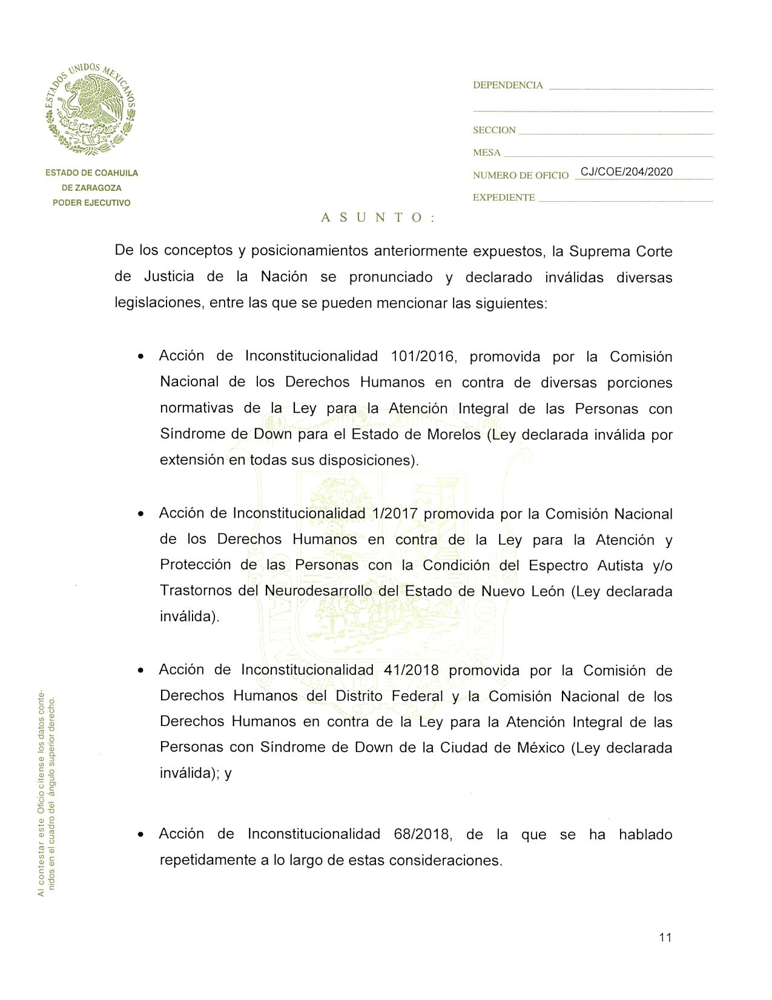 ESTADOS UNIDOS MEXICANOS
ESTADO DE COAHUILA
DE ZARAGOZA
PODER EJECUTIVO
DEPENDENCIA
SECCION
MESA
NUMERO DE OFICIO CJ/COE/204/2020
EXPEDIENTE
A S U N T O :
De los conceptos y posicionamientos anteriormente expuestos, la Suprema Corte
de Justicia de la Nación se pronunciado y declarado inválidas diversas
legislaciones, entre las que se pueden mencionar las siguientes:
• Acción de Inconstitucionalidad 101/2016, promovida por la Comisión
Nacional de los Derechos Humanos en contra de diversas porciones
normativas de la Ley para la Atención Integral de las Personas con
Síndrome de Down para el Estado de Morelos (Ley declarada inválida por
extensión en todas sus disposiciones).
• Acción de Inconstitucionalidad 1/2017 promovida por la Comisión Nacional
de los Derechos Humanos en contra de la Ley para la Atención y
Protección de las Personas con la Condición del Espectro Autista y/o
Trastornos del Neurodesarrollo del Estado de Nuevo León (Ley declarada
inválida).
• Acción de Inconstitucionalidad 41/2018 promovida por la Comisión de
Derechos Humanos del Distrito Federal y la Comisión Nacional de los
Derechos Humanos en contra de la Ley para la Atención Integral de las
Personas con Síndrome de Down de la Ciudad de México (Ley declarada
inválida); y
• Acción de Inconstitucionalidad 68/2018, de la que se ha hablado
repetidamente a lo largo de estas consideraciones.
COAHUILA DE ZARAGOZA
Al contestar este Oficio cítense los datos conte-
nidos en el cuadro del ángulo superior derecho.
11